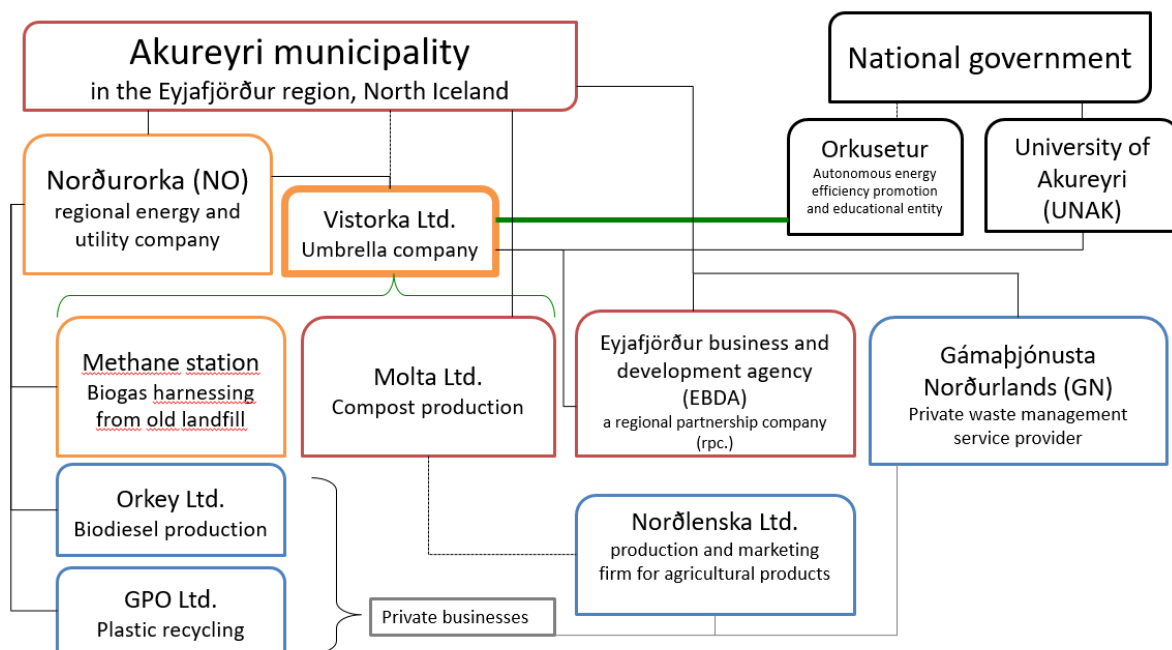 Akureyri municipality
in the Eyjafjörður region, North Iceland
National government
Norðurorka (NO)
regional energy and
utility company
Vistorka Ltd.
Umbrella company
Orkusetur
Autonomous energy
efficiency promotion
and educational entity
University of
Akureyri
(UNAK)
Methane station
Biogas harnessing
from old landfill
Molta Ltd.
Compost production
Eyjafjörður business and
development agency
(EBDA)
a regional partnership company
(rpc.)
Gámaþjónusta
Norðurlands (GN)
Private waste management
service provider
Orkey Ltd.
Biodiesel production
Norðlenska Ltd.
production and marketing
firm for agricultural products
GPO Ltd.
Plastic recycling
Private businesses